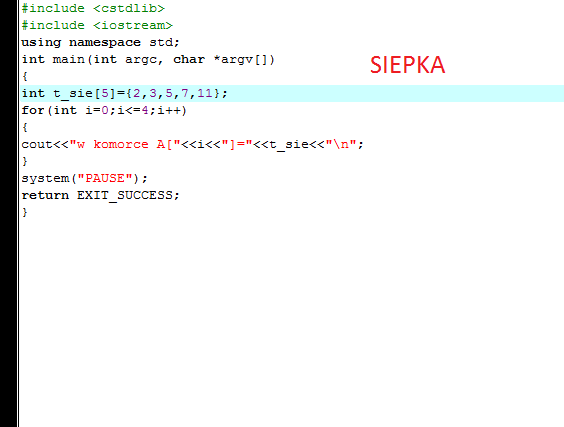 #include <cstdlib>
#include <iostream>
using namespace std;
int main(int argc, char *argv[])
SIEPKA
{
int t_sie[5]={2,3,5,7,11};
for(int i=0;i<=4;i++)
{
cout<<"w komorce A["<<i<<"]="<<t_sie<<"\n";
}
system("PAUSE");
return EXIT_SUCCESS;
}